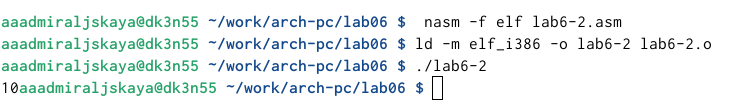 aaadmiraljskaya@dk3n55 ~/work/arch-pc/lab06 $  nasm -f elf lab6-2.asm
aaadmiraljskaya@dk3n55 ~/work/arch-pc/lab06 $ ld -m elf_i386 -o lab6-2 lab6-2.o
aaadmiraljskaya@dk3n55 ~/work/arch-pc/lab06 $ ./lab6-2
10aaadmiraljskaya@dk3n55 ~/work/arch-pc/lab06 $